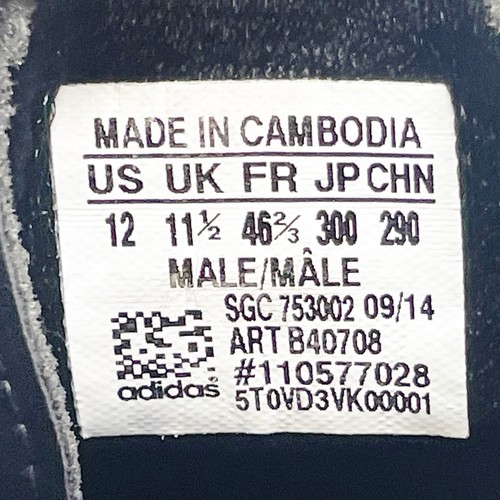 MADE IN CAMBODIA
US UK FR JP CHN
12 11½ 46⅔ 300 290
MALE/MÂLE
SGC 753002 09/14
ART B40708
#110577028
adidas
5T0VD3VK00001